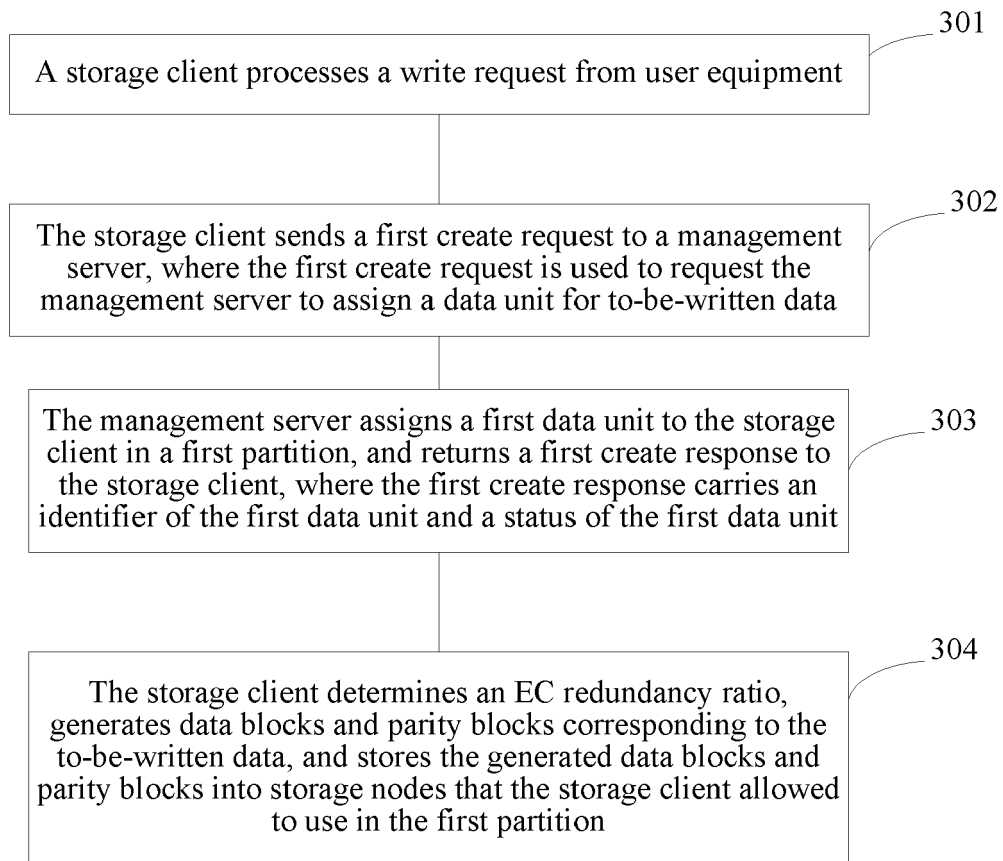 301
A storage client processes a write request from user equipment
302
The storage client sends a first create request to a management
server, where the first create request is used to request the
management server to assign a data unit for to-be-written data
303
The management server assigns a first data unit to the storage
client in a first partition, and returns a first create response to
the storage client, where the first create response carries an
identifier of the first data unit and a status of the first data unit
304
The storage client determines an EC redundancy ratio,
generates data blocks and parity blocks corresponding to the
to-be-written data, and stores the generated data blocks and
parity blocks into storage nodes that the storage client allowed
to use in the first partition